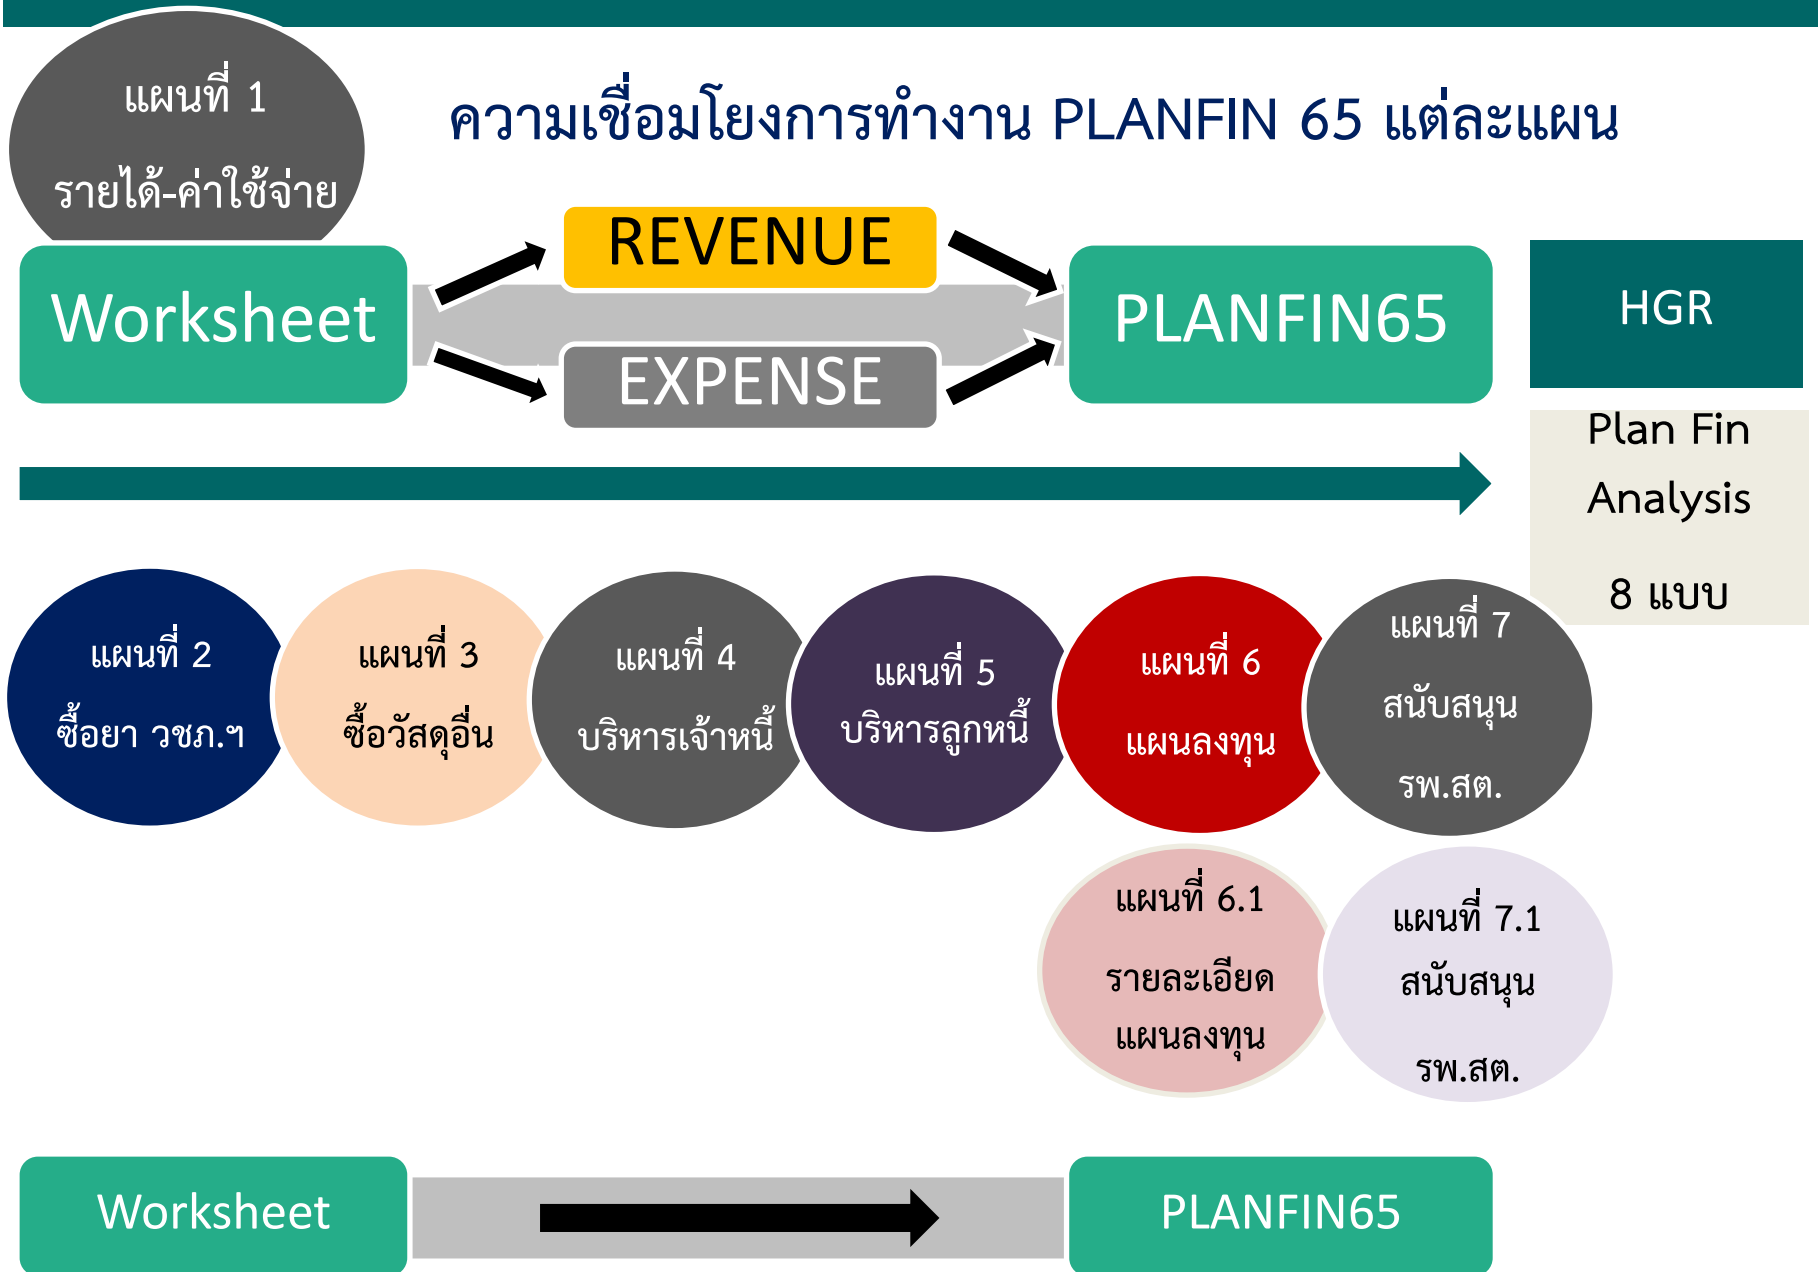 แผนที่ 1
รายได้-ค่าใช้จ่าย
ความเชื่อมโยงการทำงาน PLANFIN 65 แต่ละแผน
Worksheet
REVENUE
EXPENSE
PLANFIN65
HGR
Plan Fin
Analysis
8 แบบ
แผนที่ 2
ซื้อยา วชภ.ฯ
แผนที่ 3
ซื้อวัสดุอื่น
แผนที่ 4
บริหารเจ้าหนี้
แผนที่ 5
บริหารลูกหนี้
แผนที่ 6
แผนลงทุน
แผนที่ 7
สนับสนุน
รพ.สต.
แผนที่ 6.1
รายละเอียด
แผนลงทุน
แผนที่ 7.1
สนับสนุน
รพ.สต.
Worksheet
PLANFIN65